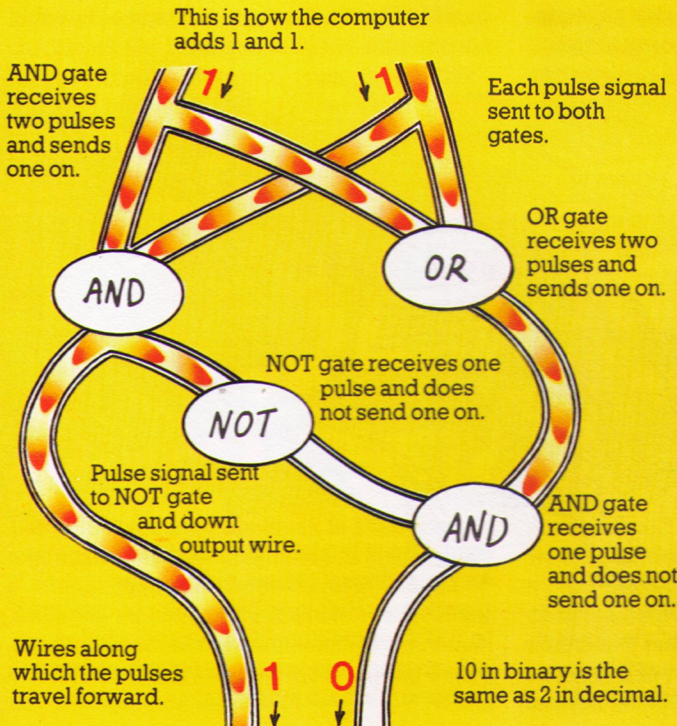 This is how the computer
adds 1 and 1.
AND gate
receives
two pulses
and sends
one on.
1
1
Each pulse signal
sent to both
gates.
OR gate
receives two
pulses and
sends one on.
AND
OR
NOT gate receives one
pulse and does
not send one on.
NOT
Pulse signal sent
to NOT gate
and down
output wire.
AND
AND gate
receives
one pulse
and does not
send one on.
Wires along
which the pulses
travel forward.
1
0
10 in binary is the
same as 2 in decimal.